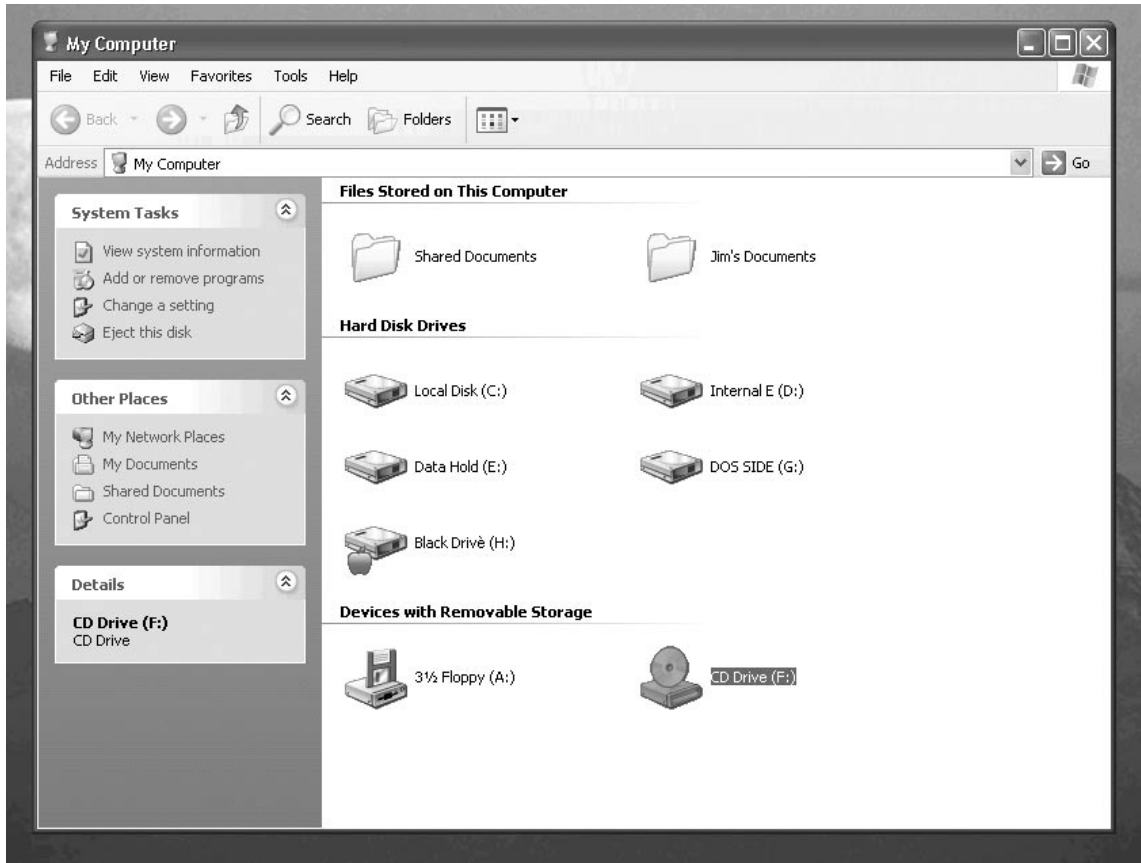 My Computer
File Edit View Favorites Tools Help
Back Search Folders
Address My Computer Go
System Tasks
View system information
Add or remove programs
Change a setting
Eject this disk
Other Places
My Network Places
My Documents
Shared Documents
Control Panel
Details
CD Drive (F:)
CD Drive
Files Stored on This Computer
Shared Documents Jim's Documents
Hard Disk Drives
Local Disk (C:) Internal E (D:)
Data Hold (E:) DOS SIDE (G:)
Black Drivè (H:)
Devices with Removable Storage
3½ Floppy (A:) CD Drive (F:)